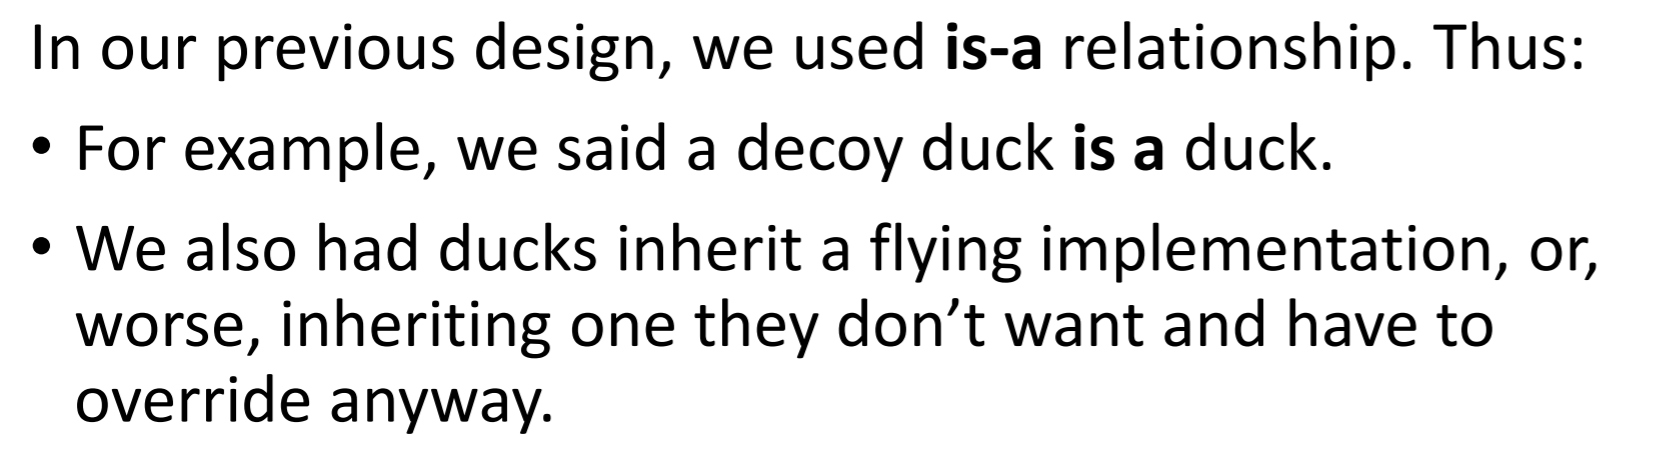 In our previous design, we used is-a relationship. Thus:
• For example, we said a decoy duck is a duck.
• We also had ducks inherit a flying implementation, or,
worse, inheriting one they don’t want and have to
override anyway.